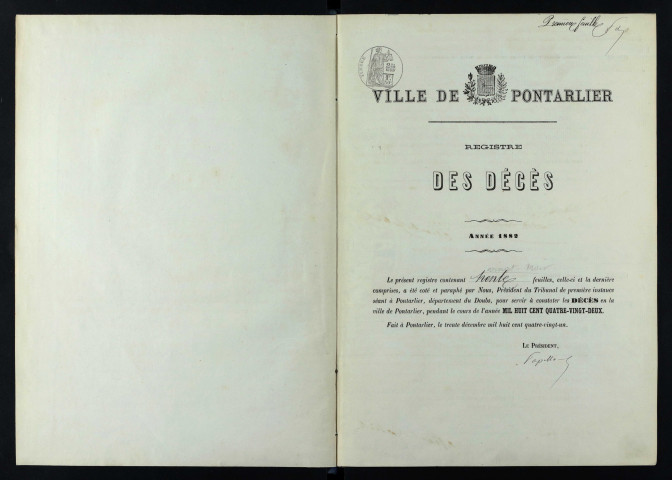 Premier feuille
VILLE DE PONTARLIER
REGISTRE
DES DÉCÈS
ANNÉE 1882
Le présent registre contenant trente feuilles, celle-ci et la dernière
comprises, a été coté et paraphé par Nous, Président du Tribunal de première instance
séant à Pontarlier, département du Doubs, pour servir à constater les DÉCÈS en la
ville de Pontarlier, pendant le cours de l'année MIL HUIT CENT QUATRE-VINGT-DEUX.
Fait à Pontarlier, le trente décembre mil huit cent quatre-vingt-un.
LE PRÉSIDENT,